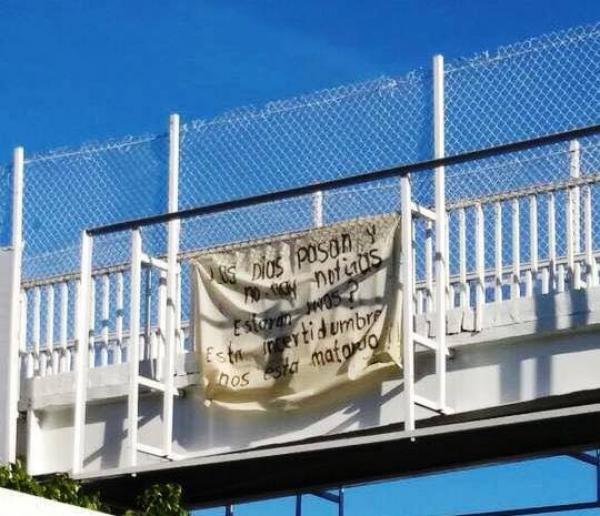 LOS DIAS PASAN Y
NO HAY NOTICIAS
ESTARAN VIVOS?
ESTA INCERTIDUMBRE
NOS ESTA MATANDO!